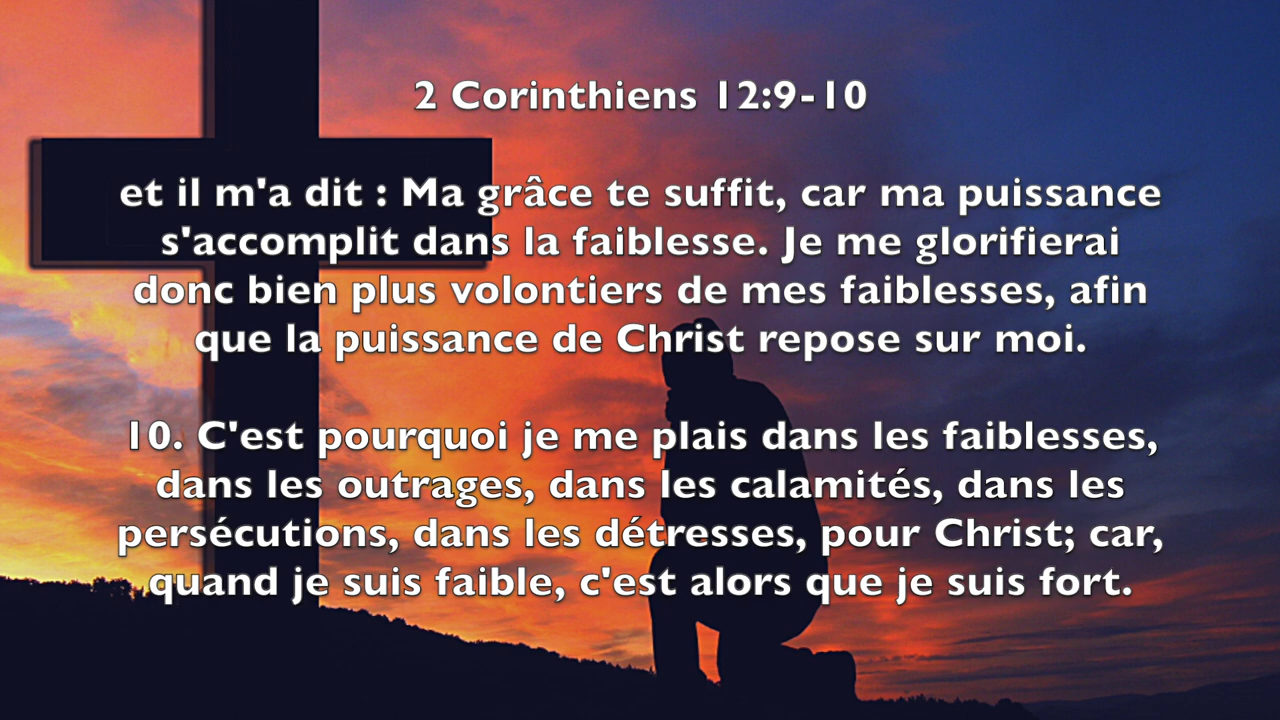 2 Corinthiens 12:9-10
et il m'a dit : Ma grâce te suffit, car ma puissance
s'accomplit dans la faiblesse. Je me glorifierai
donc bien plus volontiers de mes faiblesses, afin
que la puissance de Christ repose sur moi.
10. C'est pourquoi je me plais dans les faiblesses,
dans les outrages, dans les calamités, dans les
persécutions, dans les détresses, pour Christ; car,
quand je suis faible, c'est alors que je suis fort.